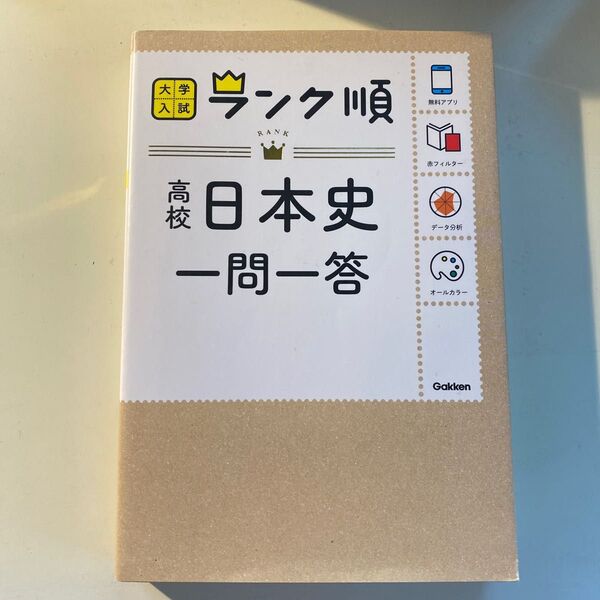 大学
入試
ランク順
RANK
高校
日本史
一問一答
無料アプリ
赤フィルター
データ分析
オールカラー
Gakken